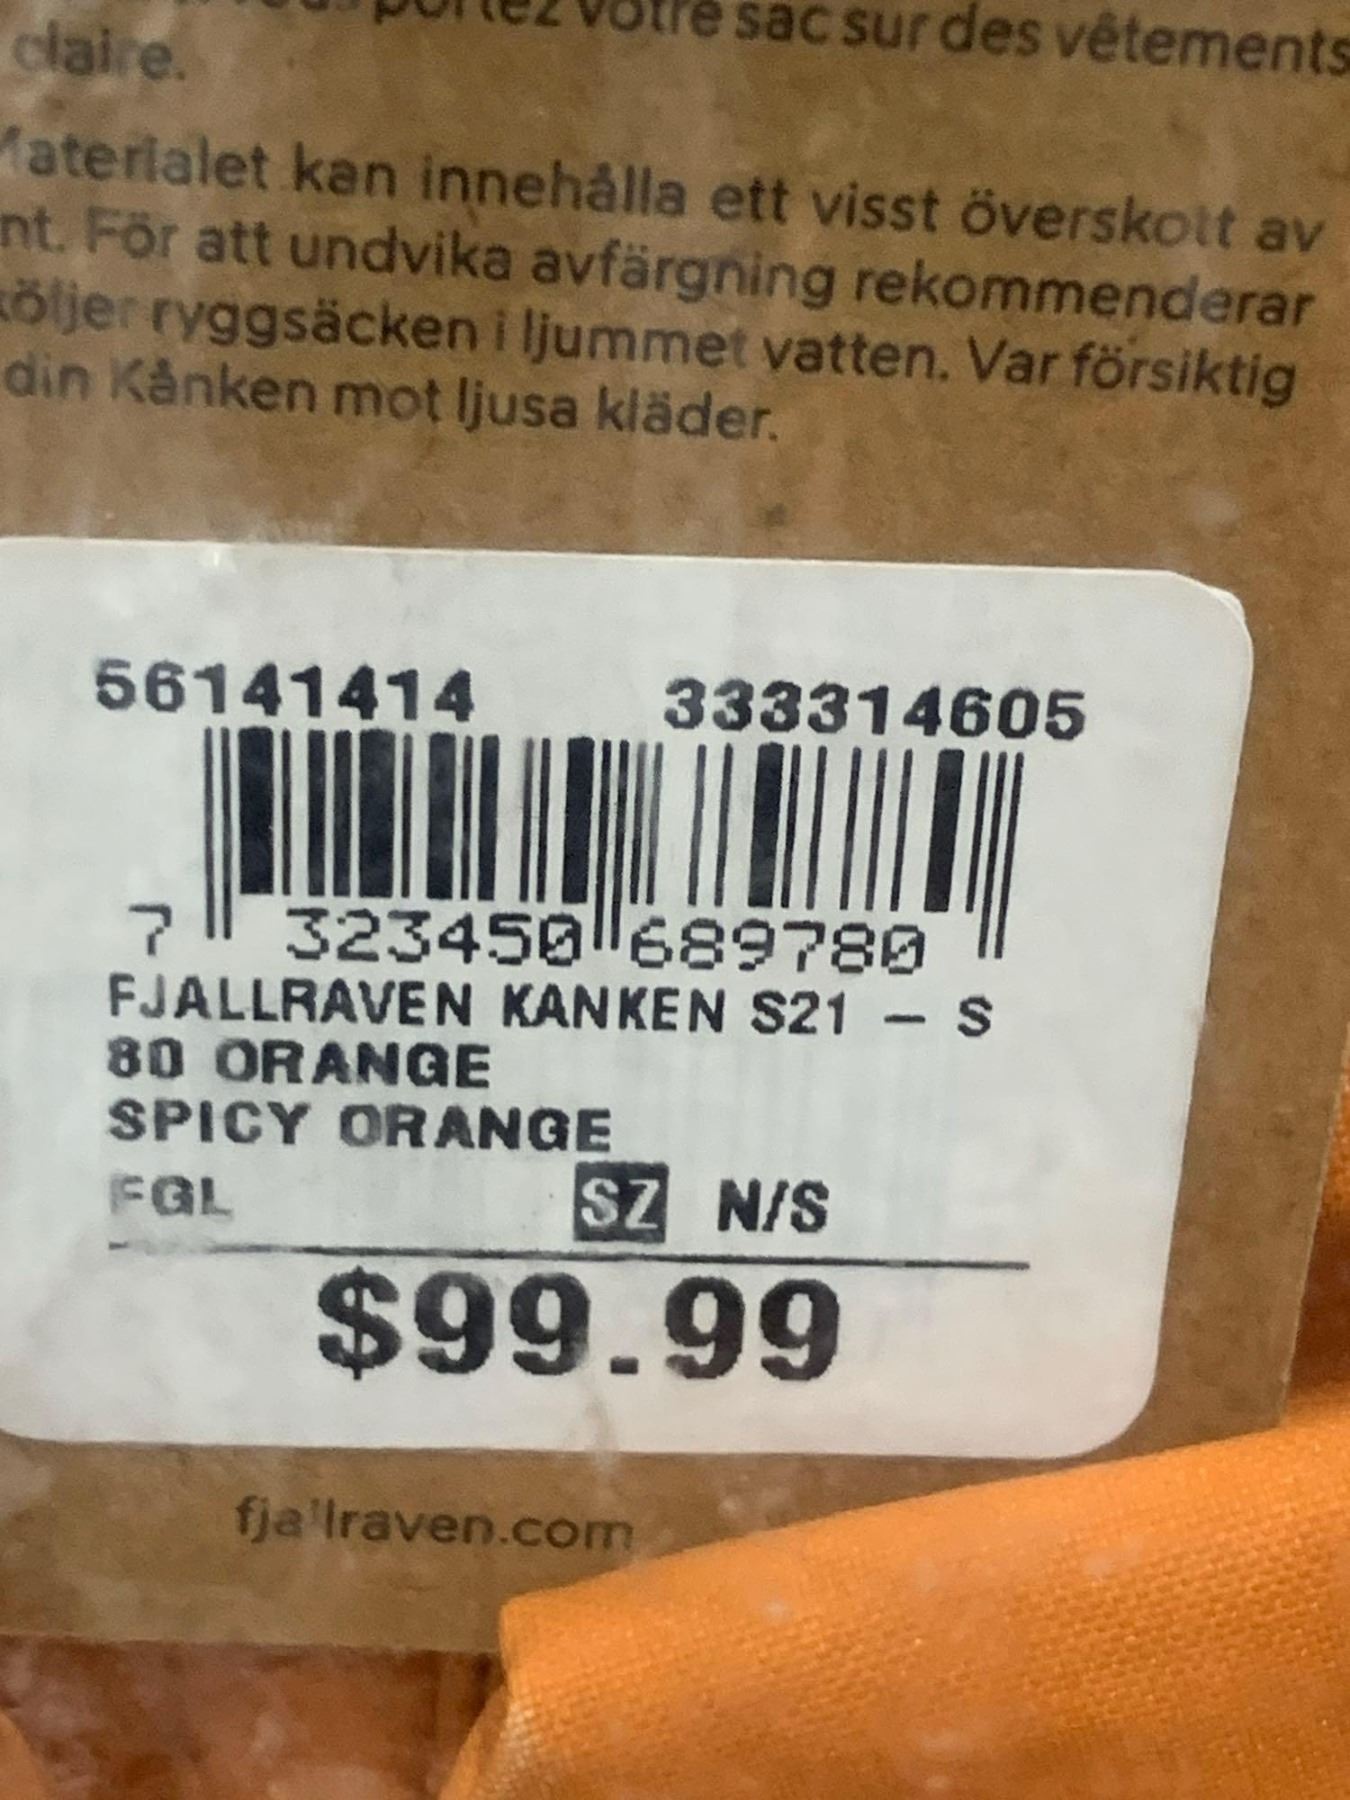 portez votre sac sur des vêtements
claire.
Materialet kan innehålla ett visst överskott av
nt. För att undvika avfärgning rekommenderar
köljer ryggsäcken i ljummet vatten. Var försiktig
din Kånken mot ljusa kläder.
56141414 333314605
7 323450 689780
FJALLRAVEN KANKEN S21 - S
80 ORANGE
SPICY ORANGE
FGL SZ N/S
$99.99
fjallraven.com